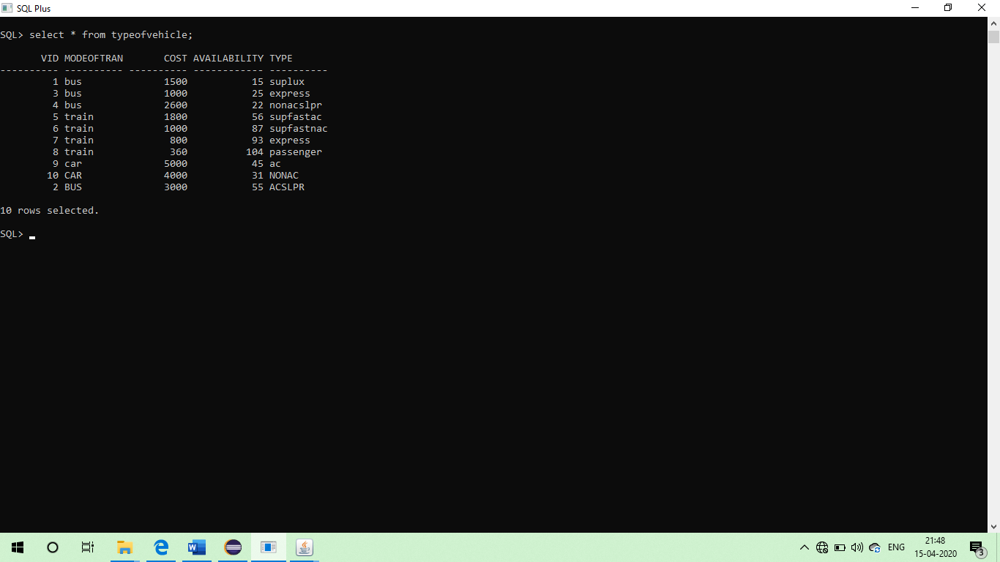 SQL Plus
SQL> select * from typeofvehicle;
       VID MODEOFTRAN       COST AVAILABILITY TYPE
---------- ---------- ---------- ------------ ----------
         1 bus              1500           15 suplux
         3 bus              1000           25 express
         4 bus              2600           22 nonacslpr
         5 train            1800           56 supfastac
         6 train            1000           87 supfastnac
         7 train             800           93 express
         8 train             360          104 passenger
         9 car              5000           45 ac
        10 CAR              4000           31 NONAC
         2 BUS              3000           55 ACSLPR
10 rows selected.
SQL>
ENG
21:48
15-04-2020
3